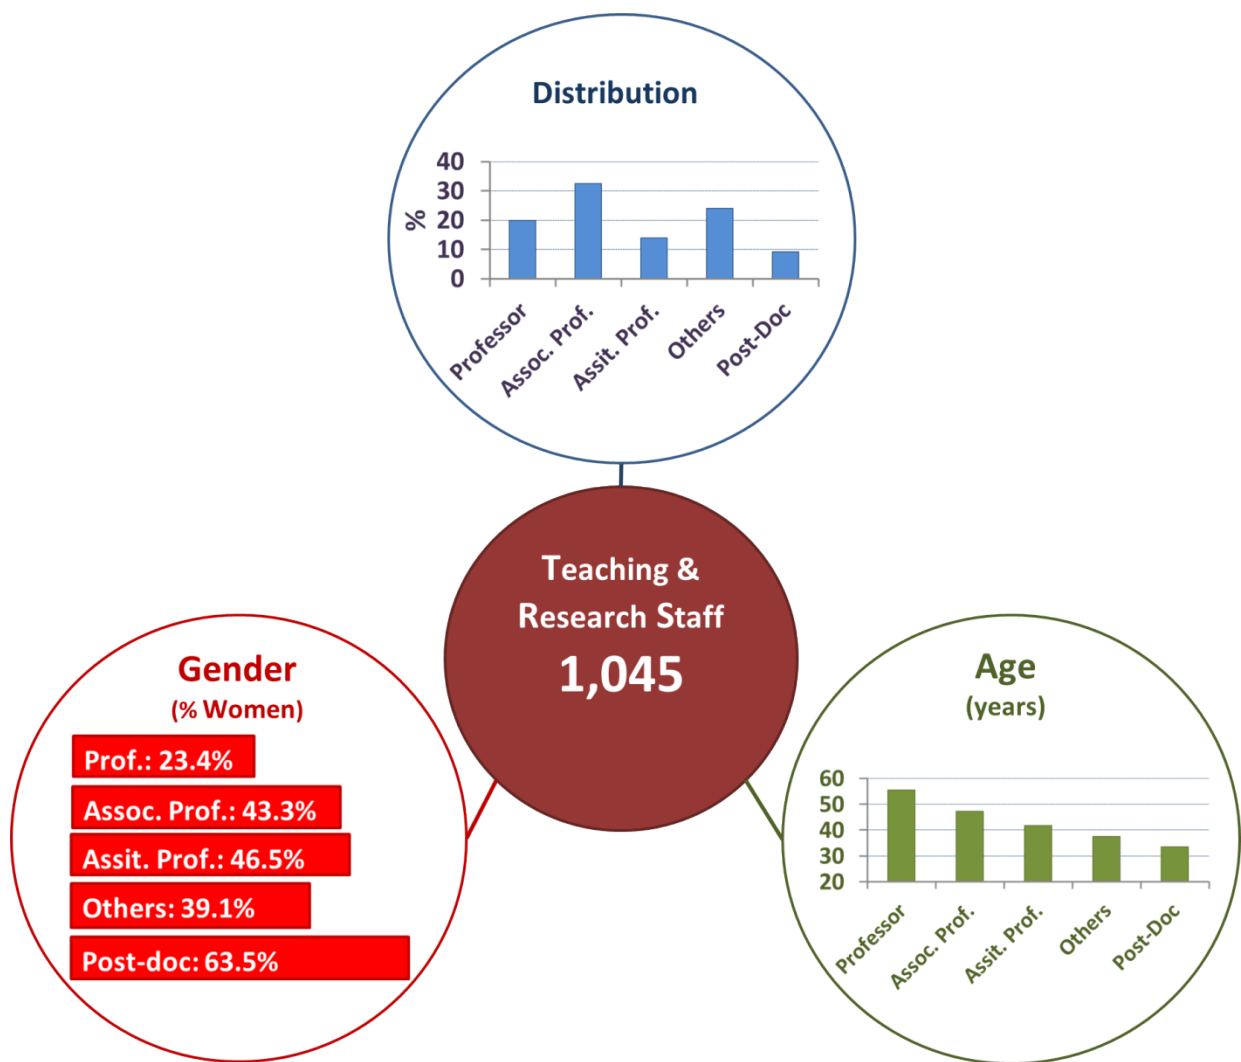 Distribution
40
30
20
10
0
%
Professor
Assoc. Prof.
Assit. Prof.
Others
Post-Doc
Teaching &
Research Staff
1,045
Gender
(% Women)
Prof.: 23.4%
Assoc. Prof.: 43.3%
Assit. Prof.: 46.5%
Others: 39.1%
Post-doc: 63.5%
Age
(years)
60
50
40
30
20
Professor
Assoc. Prof.
Assit. Prof.
Others
Post-Doc